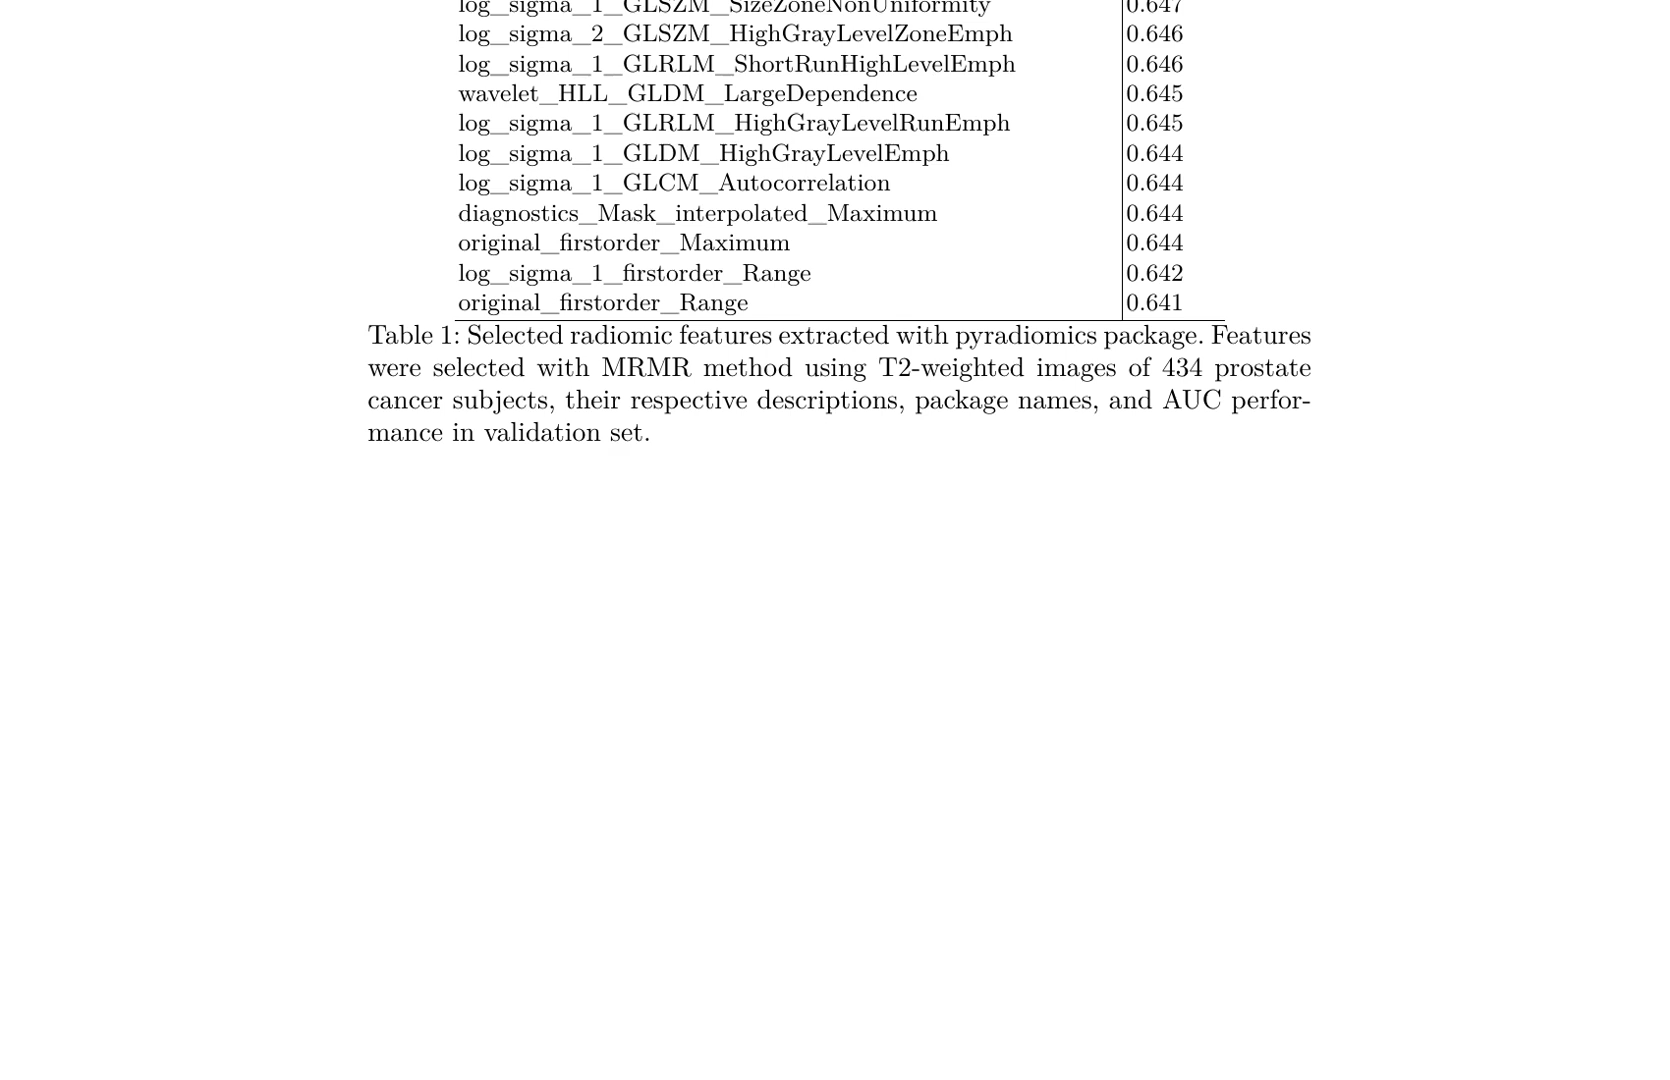 log_sigma_1_GLSZM_SizeZoneNonUniformity 0.647
log_sigma_2_GLSZM_HighGrayLevelZoneEmph 0.646
log_sigma_1_GLRLM_ShortRunHighLevelEmph 0.646
wavelet_HLL_GLDM_LargeDependence 0.645
log_sigma_1_GLRLM_HighGrayLevelRunEmph 0.645
log_sigma_1_GLDM_HighGrayLevelEmph 0.644
log_sigma_1_GLCM_Autocorrelation 0.644
diagnostics_Mask_interpolated_Maximum 0.644
original_firstorder_Maximum 0.644
log_sigma_1_firstorder_Range 0.642
original_firstorder_Range 0.641
Table 1: Selected radiomic features extracted with pyradiomics package. Features
were selected with MRMR method using T2-weighted images of 434 prostate
cancer subjects, their respective descriptions, package names, and AUC perfor-
mance in validation set.